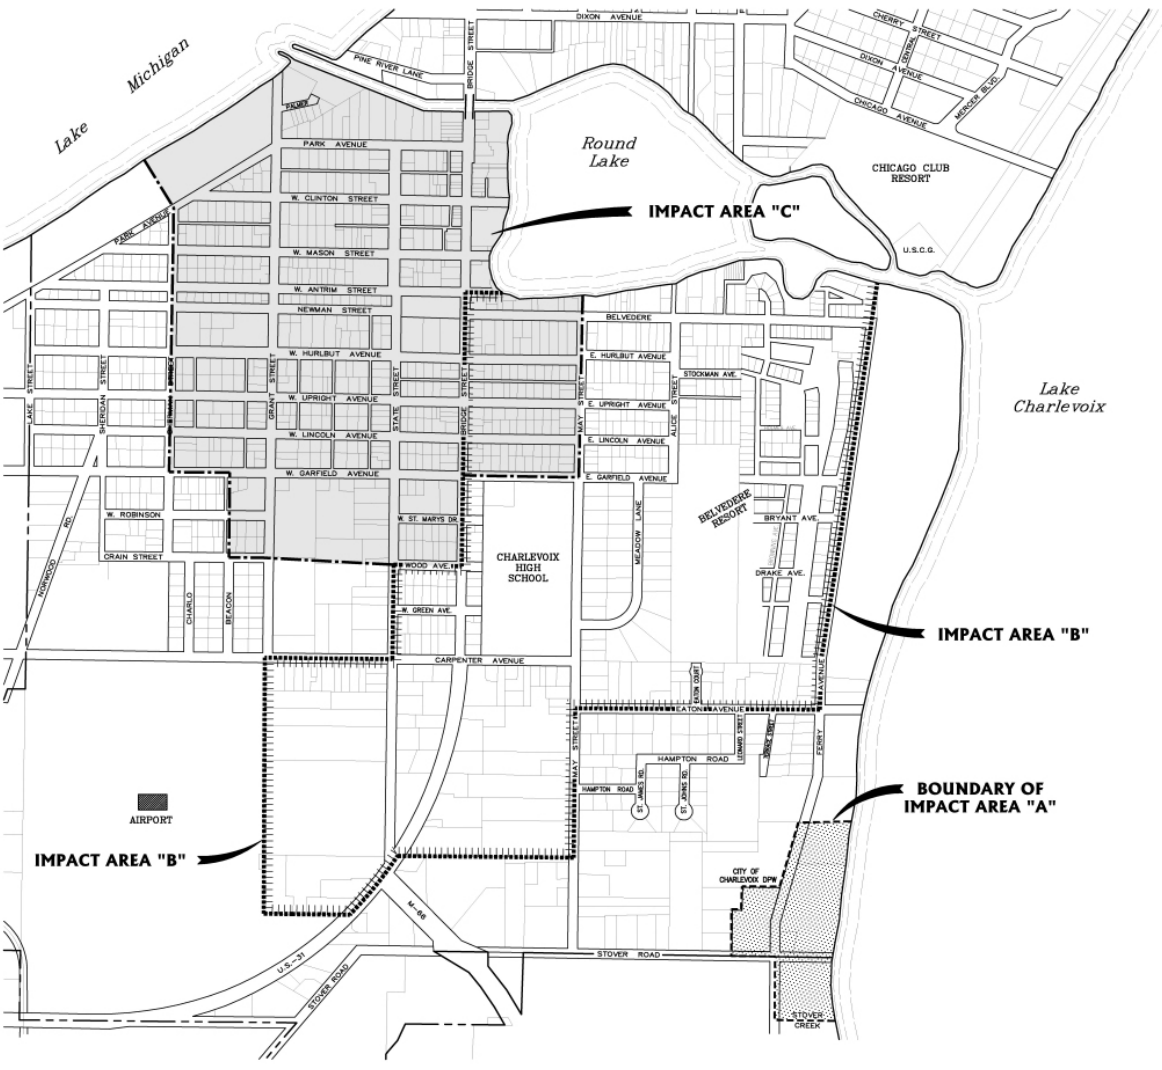 DIXON AVENUE
CHERRY STREET
CENTRAL
DIXON AVENUE
MERCER BLVD.
CHICAGO AVENUE
BRIDGE STREET
PINE RIVER LANE
Lake Michigan
PALMER
PARK AVENUE
Round
Lake
CHICAGO CLUB
RESORT
W. CLINTON STREET
IMPACT AREA "C"
PARK AVENUE
U.S.C.G.
W. MASON STREET
W. ANTRIM STREET
NEWMAN STREET
BELVEDERE
W. HURLBUT AVENUE
E. HURLBUT AVENUE
STOCKMAN AVE.
LAKE STREET
SHERIDAN STREET
GRANT STREET
STATE STREET
BRIDGE STREET
MAY STREET
ALICE STREET
Lake
Charlevoix
W. UPRIGHT AVENUE
E. UPRIGHT AVENUE
W. LINCOLN AVENUE
E. LINCOLN AVENUE
W. GARFIELD AVENUE
E. GARFIELD AVENUE
BELVEDERE
RESORT
W. ROBINSON
W. ST. MARYS DR.
BRYANT AVE.
NORWOOD RD.
CRAIN STREET
MEADOW LANE
WOOD AVE.
CHARLEVOIX
HIGH
SCHOOL
DRAKE AVE.
CHARLO
BEACON
W. GREEN AVE.
IMPACT AREA "B"
CARPENTER AVENUE
EATON COURT
EATON AVENUE
FERRY AVENUE
MAY STREET
LEONARD STREET
HAMPTON ROAD
HAMPTON ROAD
ST. JAMES RD.
ST. JOHNS RD.
BOUNDARY OF
IMPACT AREA "A"
AIRPORT
IMPACT AREA "B"
CITY OF
CHARLEVOIX DPW
M-66
STOVER ROAD
U.S.-31
STOVER ROAD
STOVER
CREEK